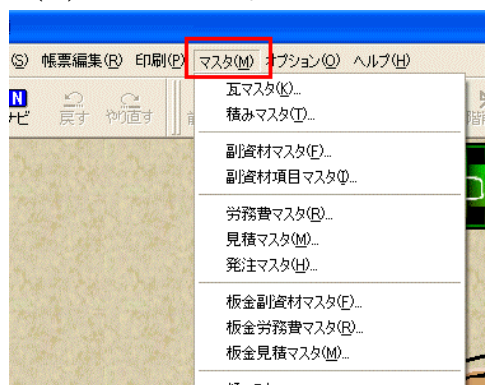 (S) 帳票編集(R) 印刷(P) マスタ(M) オプション(O) ヘルプ(H)
N
ナビ 戻す やり直す
瓦マスタ(K)...
積みマスタ(T)...
副資材マスタ(F)...
副資材項目マスタ(I)...
労務費マスタ(R)...
見積マスタ(M)...
発注マスタ(H)...
板金副資材マスタ(F)...
板金労務費マスタ(R)...
板金見積マスタ(M)...